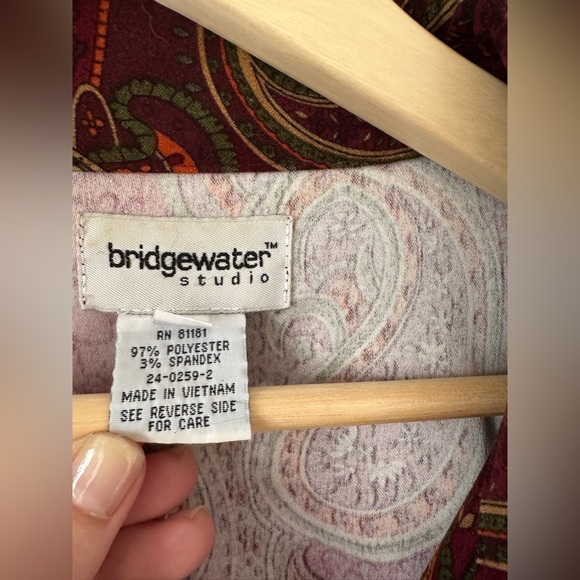 bridgewater™
studio
RN 81181
97% POLYESTER
3% SPANDEX
24-0259-2
MADE IN VIETNAM
SEE REVERSE SIDE
FOR CARE